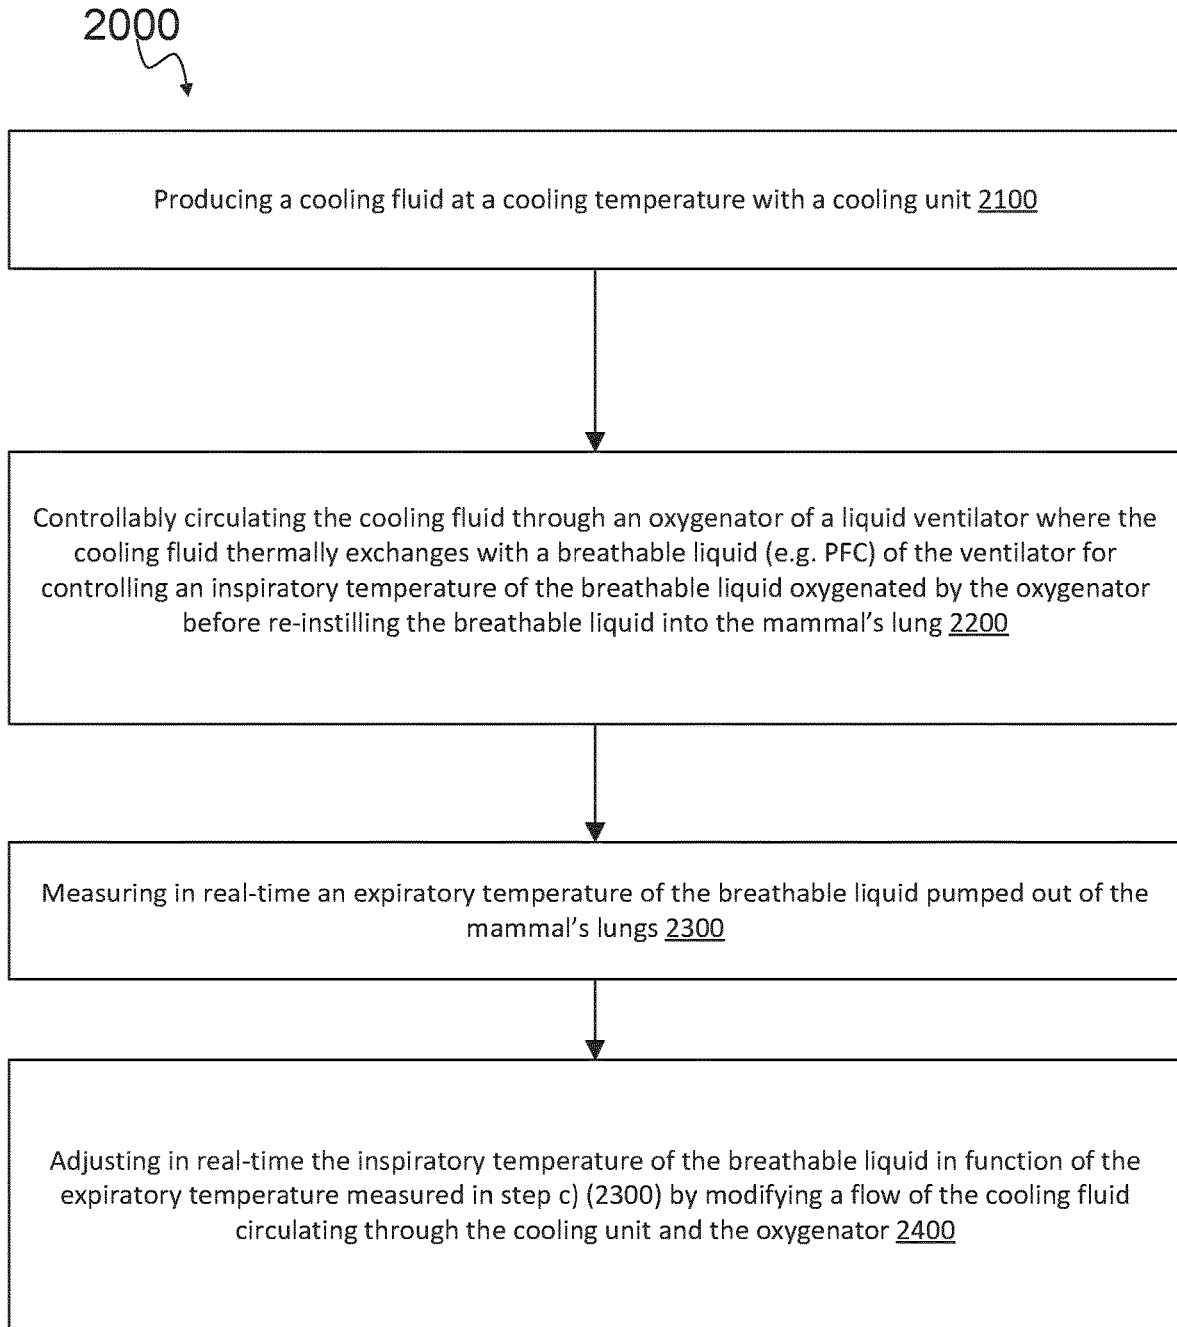 2000
Producing a cooling fluid at a cooling temperature with a cooling unit 2100
Controllably circulating the cooling fluid through an oxygenator of a liquid ventilator where the
cooling fluid thermally exchanges with a breathable liquid (e.g. PFC) of the ventilator for
controlling an inspiratory temperature of the breathable liquid oxygenated by the oxygenator
before re-instilling the breathable liquid into the mammal's lung 2200
Measuring in real-time an expiratory temperature of the breathable liquid pumped out of the
mammal's lungs 2300
Adjusting in real-time the inspiratory temperature of the breathable liquid in function of the
expiratory temperature measured in step c) (2300) by modifying a flow of the cooling fluid
circulating through the cooling unit and the oxygenator 2400